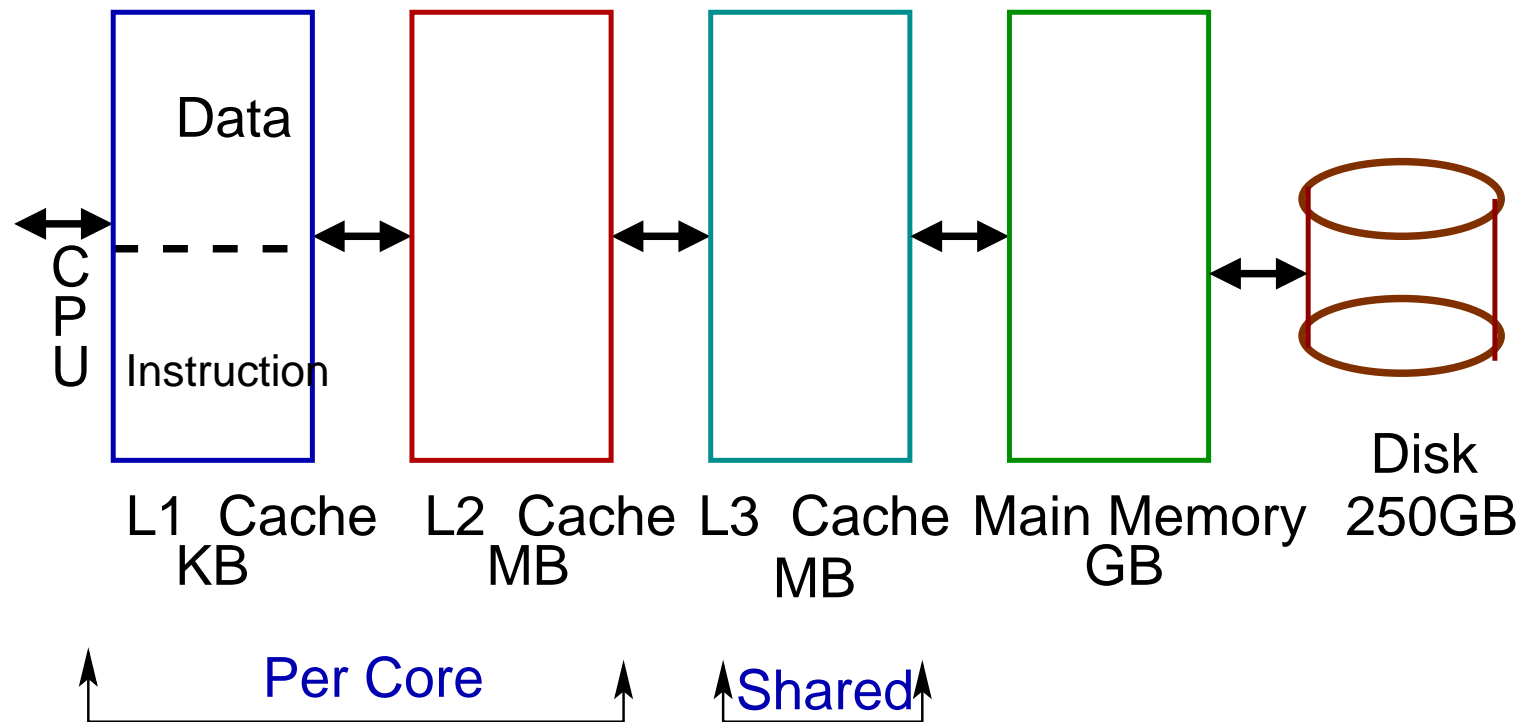 Data
C
P
U
Instruction
Disk
L1 Cache
L2 Cache
L3 Cache
Main Memory
250GB
KB
MB
MB
GB
Per Core
Shared